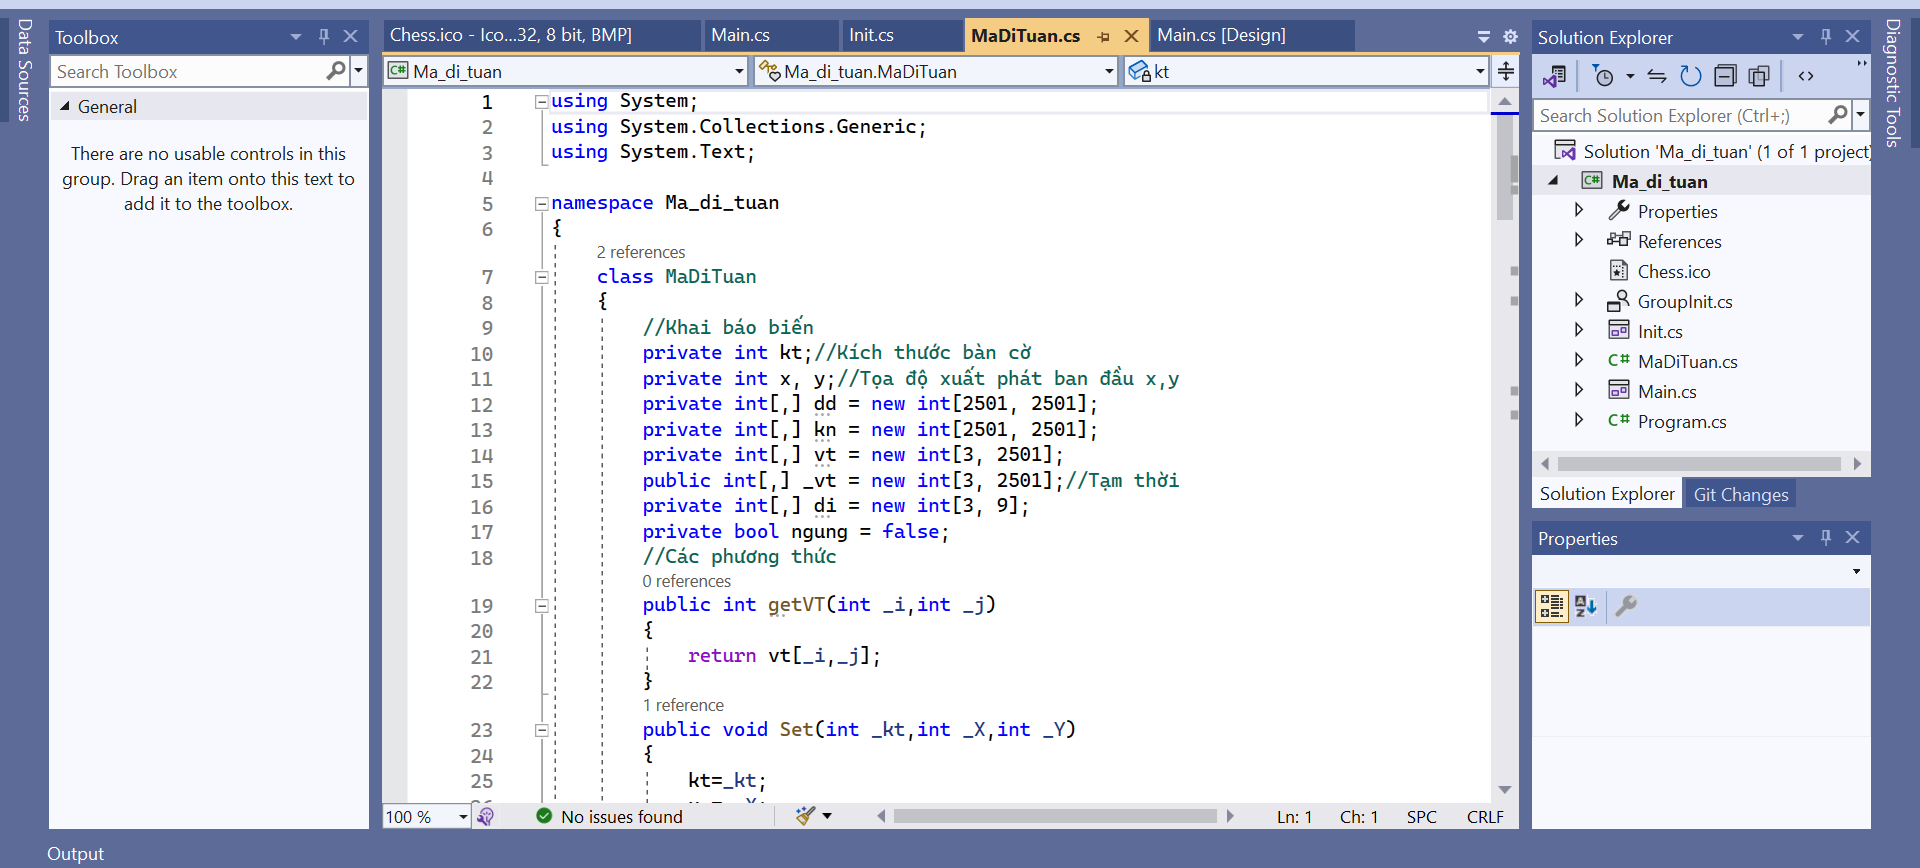 Data Sources
Toolbox
Search Toolbox
General
There are no usable controls in this
group. Drag an item onto this text to
add it to the toolbox.
Chess.ico - Ico...32, 8 bit, BMP]
Main.cs
Init.cs
MaDiTuan.cs
Main.cs [Design]
C# Ma_di_tuan
Ma_di_tuan.MaDiTuan
kt
1 using System;
2 using System.Collections.Generic;
3 using System.Text;
4
5 namespace Ma_di_tuan
6 {
2 references
7 class MaDiTuan
8 {
9 //Khai báo biến
10 private int kt;//Kích thước bàn cờ
11 private int x, y;//Tọa độ xuất phát ban đầu x,y
12 private int[,] dd = new int[2501, 2501];
13 private int[,] kn = new int[2501, 2501];
14 private int[,] vt = new int[3, 2501];
15 public int[,] _vt = new int[3, 2501];//Tạm thời
16 private int[,] di = new int[3, 9];
17 private bool ngung = false;
18 //Các phương thức
0 references
19 public int getVT(int _i,int _j)
20 {
21 return vt[_i,_j];
22 }
1 reference
23 public void Set(int _kt,int _X,int _Y)
24 {
25 kt=_kt;
100 %
No issues found
Ln: 1
Ch: 1
SPC
CRLF
Output
Solution Explorer
Search Solution Explorer (Ctrl+;)
Solution 'Ma_di_tuan' (1 of 1 project
C# Ma_di_tuan
Properties
References
Chess.ico
GroupInit.cs
Init.cs
C# MaDiTuan.cs
Main.cs
C# Program.cs
Solution Explorer
Git Changes
Properties
Diagnostic Tools